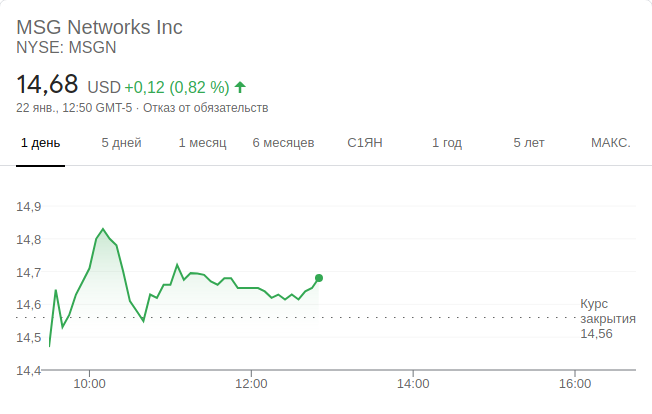 MSG Networks Inc
NYSE: MSGN
14,68 USD +0,12 (0,82 %)
22 янв., 12:50 GMT-5 · Отказ от обязательств
1 день 5 дней 1 месяц 6 месяцев С1ЯН 1 год 5 лет МАКС.
14,9
14,8
14,7
14,6
14,5
14,4
Курс
закрытия
14,56
10:00 12:00 14:00 16:00